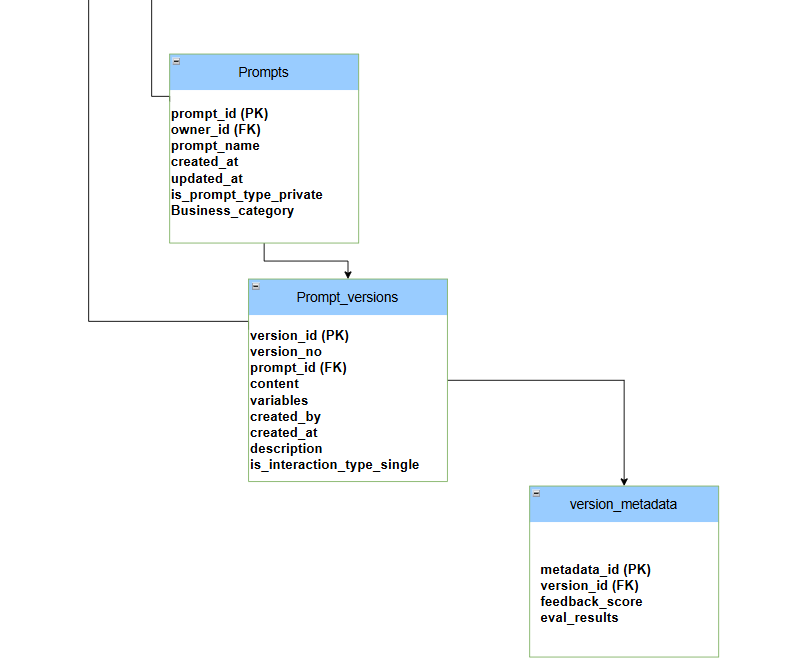 Prompts
prompt_id (PK)
owner_id (FK)
prompt_name
created_at
updated_at
is_prompt_type_private
Business_category
Prompt_versions
version_id (PK)
version_no
prompt_id (FK)
content
variables
created_by
created_at
description
is_interaction_type_single
version_metadata
metadata_id (PK)
version_id (FK)
feedback_score
eval_results